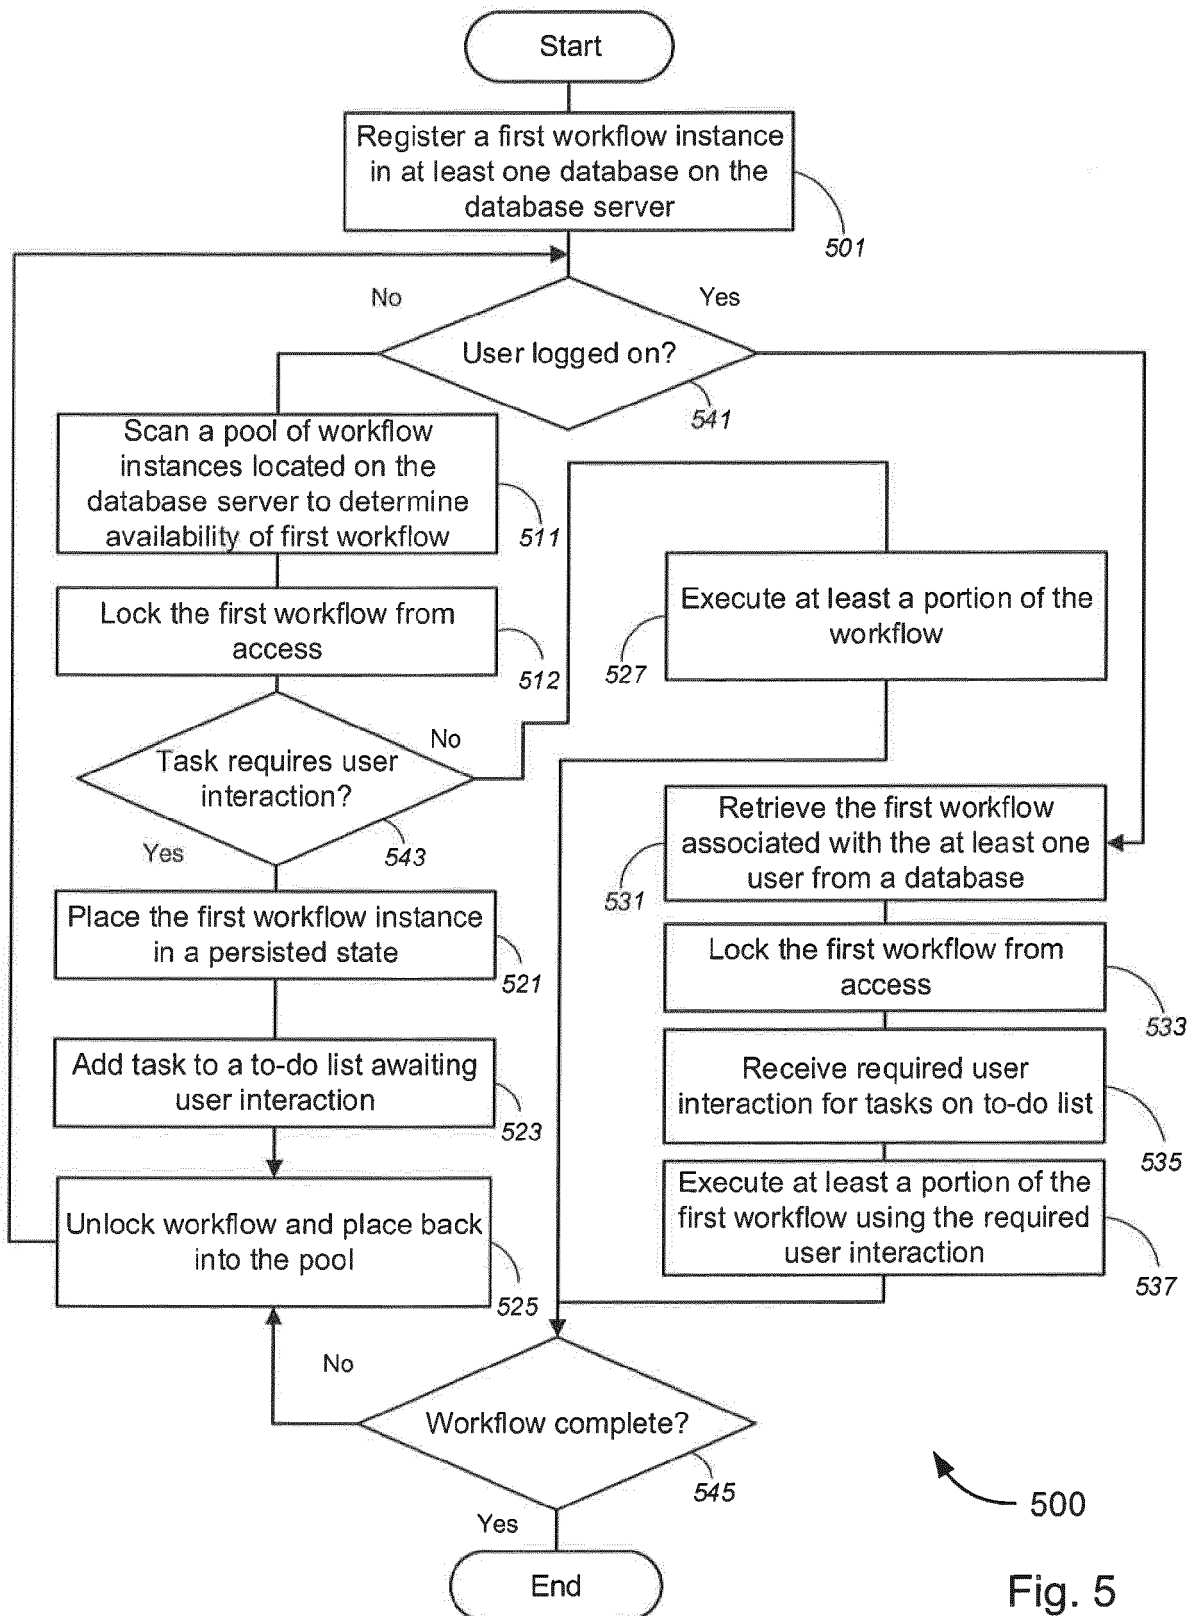 Start
Register a first workflow instance
in at least one database on the
database server
501
No
Yes
User logged on?
541
Scan a pool of workflow
instances located on the
database server to determine
availability of first workflow
511
Lock the first workflow from
access
512
Execute at least a portion of the
workflow
527
Task requires user
interaction?
No
Yes
543
Retrieve the first workflow
associated with the at least one
user from a database
531
Place the first workflow instance
in a persisted state
521
Lock the first workflow from
access
533
Add task to a to-do list awaiting
user interaction
523
Receive required user
interaction for tasks on to-do list
535
Unlock workflow and place back
into the pool
525
Execute at least a portion of the
first workflow using the required
user interaction
537
No
Workflow complete?
545
Yes
500
End
Fig. 5